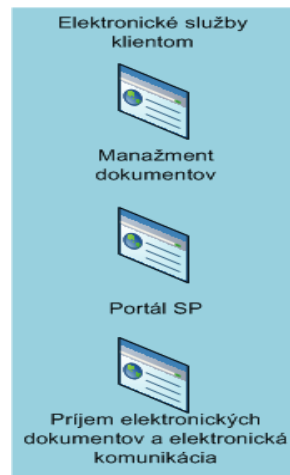 Elektronické služby
klientom
Manažment
dokumentov
Portál SP
Príjem elektronických
dokumentov a elektronická
komunikácia